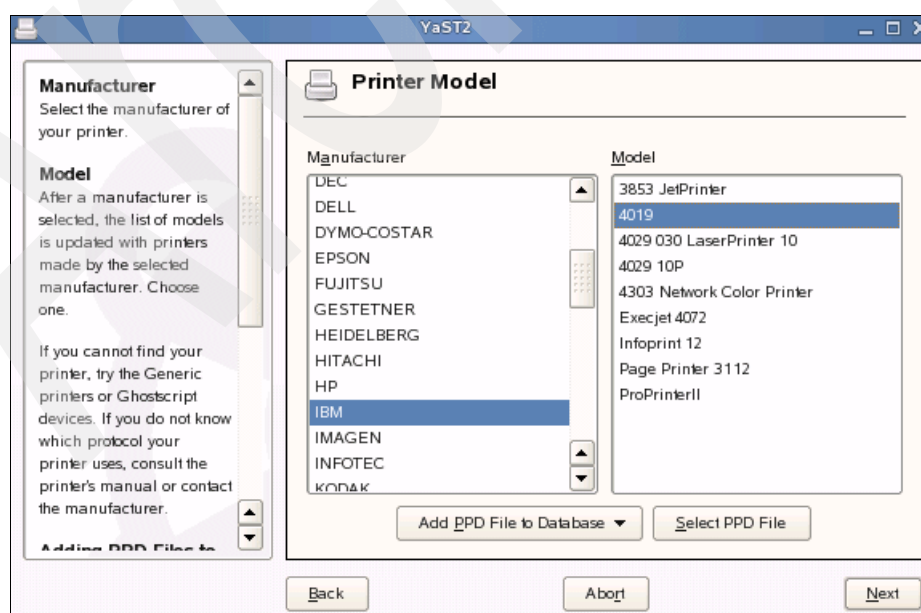 YaST2
Manufacturer
Select the manufacturer of
your printer.
Model
After a manufacturer is
selected, the list of models
is updated with printers
made by the selected
manufacturer. Choose
one.
If you cannot find your
printer, try the Generic
printers or Ghostscript
devices. If you do not know
which protocol your
printer uses, consult the
printer's manual or contact
the manufacturer.
Adding PPD Files to
Printer Model
Manufacturer
DEC
DELL
DYMO-COSTAR
EPSON
FUJITSU
GESTETNER
HEIDELBERG
HITACHI
HP
IBM
IMAGEN
INFOTEC
KODAK
Model
3853 JetPrinter
4019
4029 030 LaserPrinter 10
4029 10P
4303 Network Color Printer
Execjet 4072
Infoprint 12
Page Printer 3112
ProPrinterII
Add PPD File to Database
Select PPD File
Back
Abort
Next